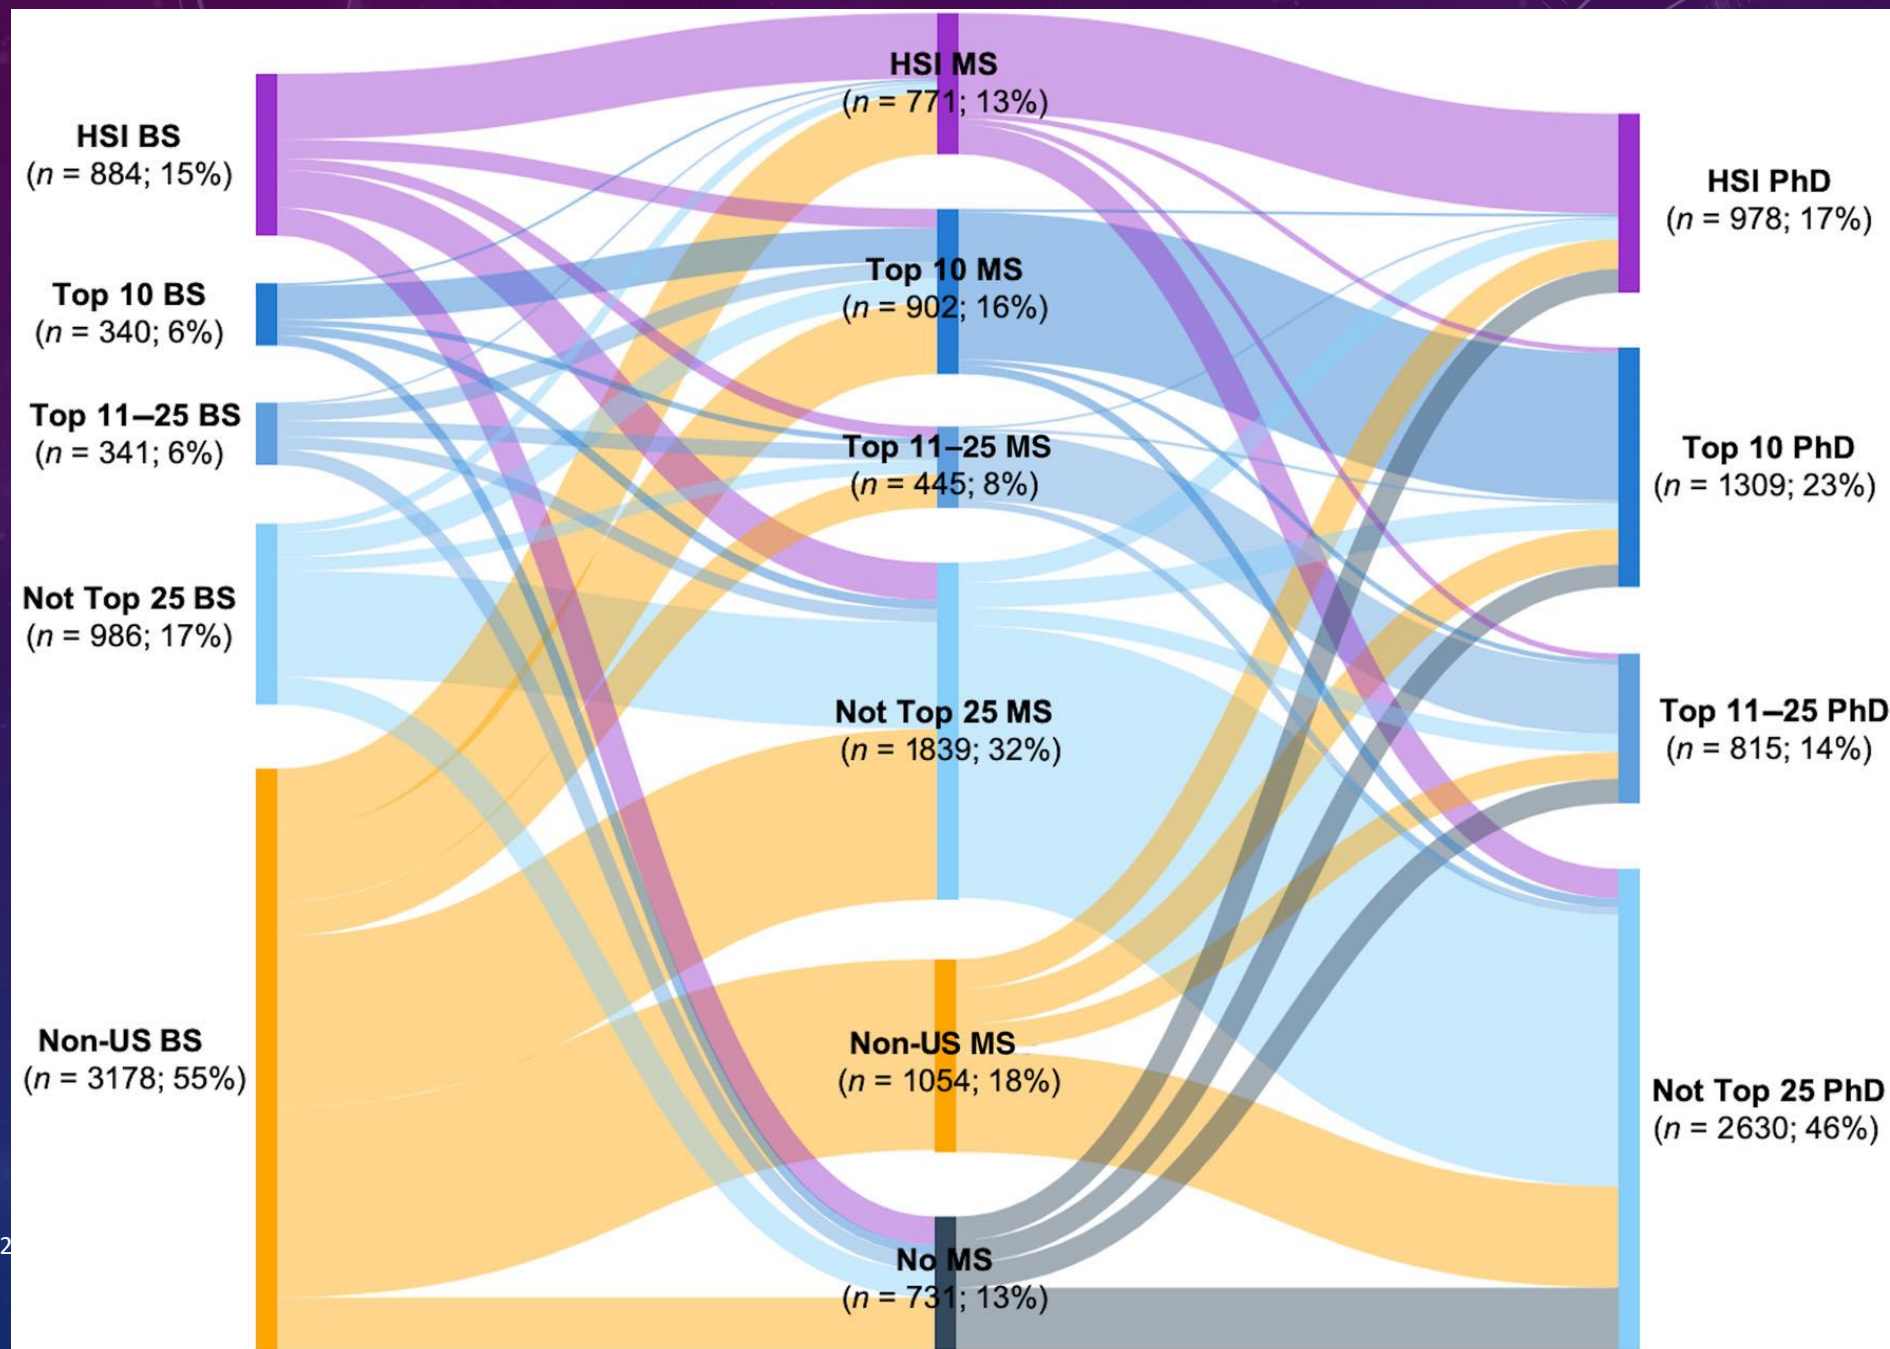 HSI BS
(n = 884; 15%)
Top 10 BS
(n = 340; 6%)
Top 11–25 BS
(n = 341; 6%)
Not Top 25 BS
(n = 986; 17%)
Non-US BS
(n = 3178; 55%)
HSI MS
(n = 771; 13%)
Top 10 MS
(n = 902; 16%)
Top 11–25 MS
(n = 445; 8%)
Not Top 25 MS
(n = 1839; 32%)
Non-US MS
(n = 1054; 18%)
No MS
(n = 731; 13%)
HSI PhD
(n = 978; 17%)
Top 10 PhD
(n = 1309; 23%)
Top 11–25 PhD
(n = 815; 14%)
Not Top 25 PhD
(n = 2630; 46%)
2